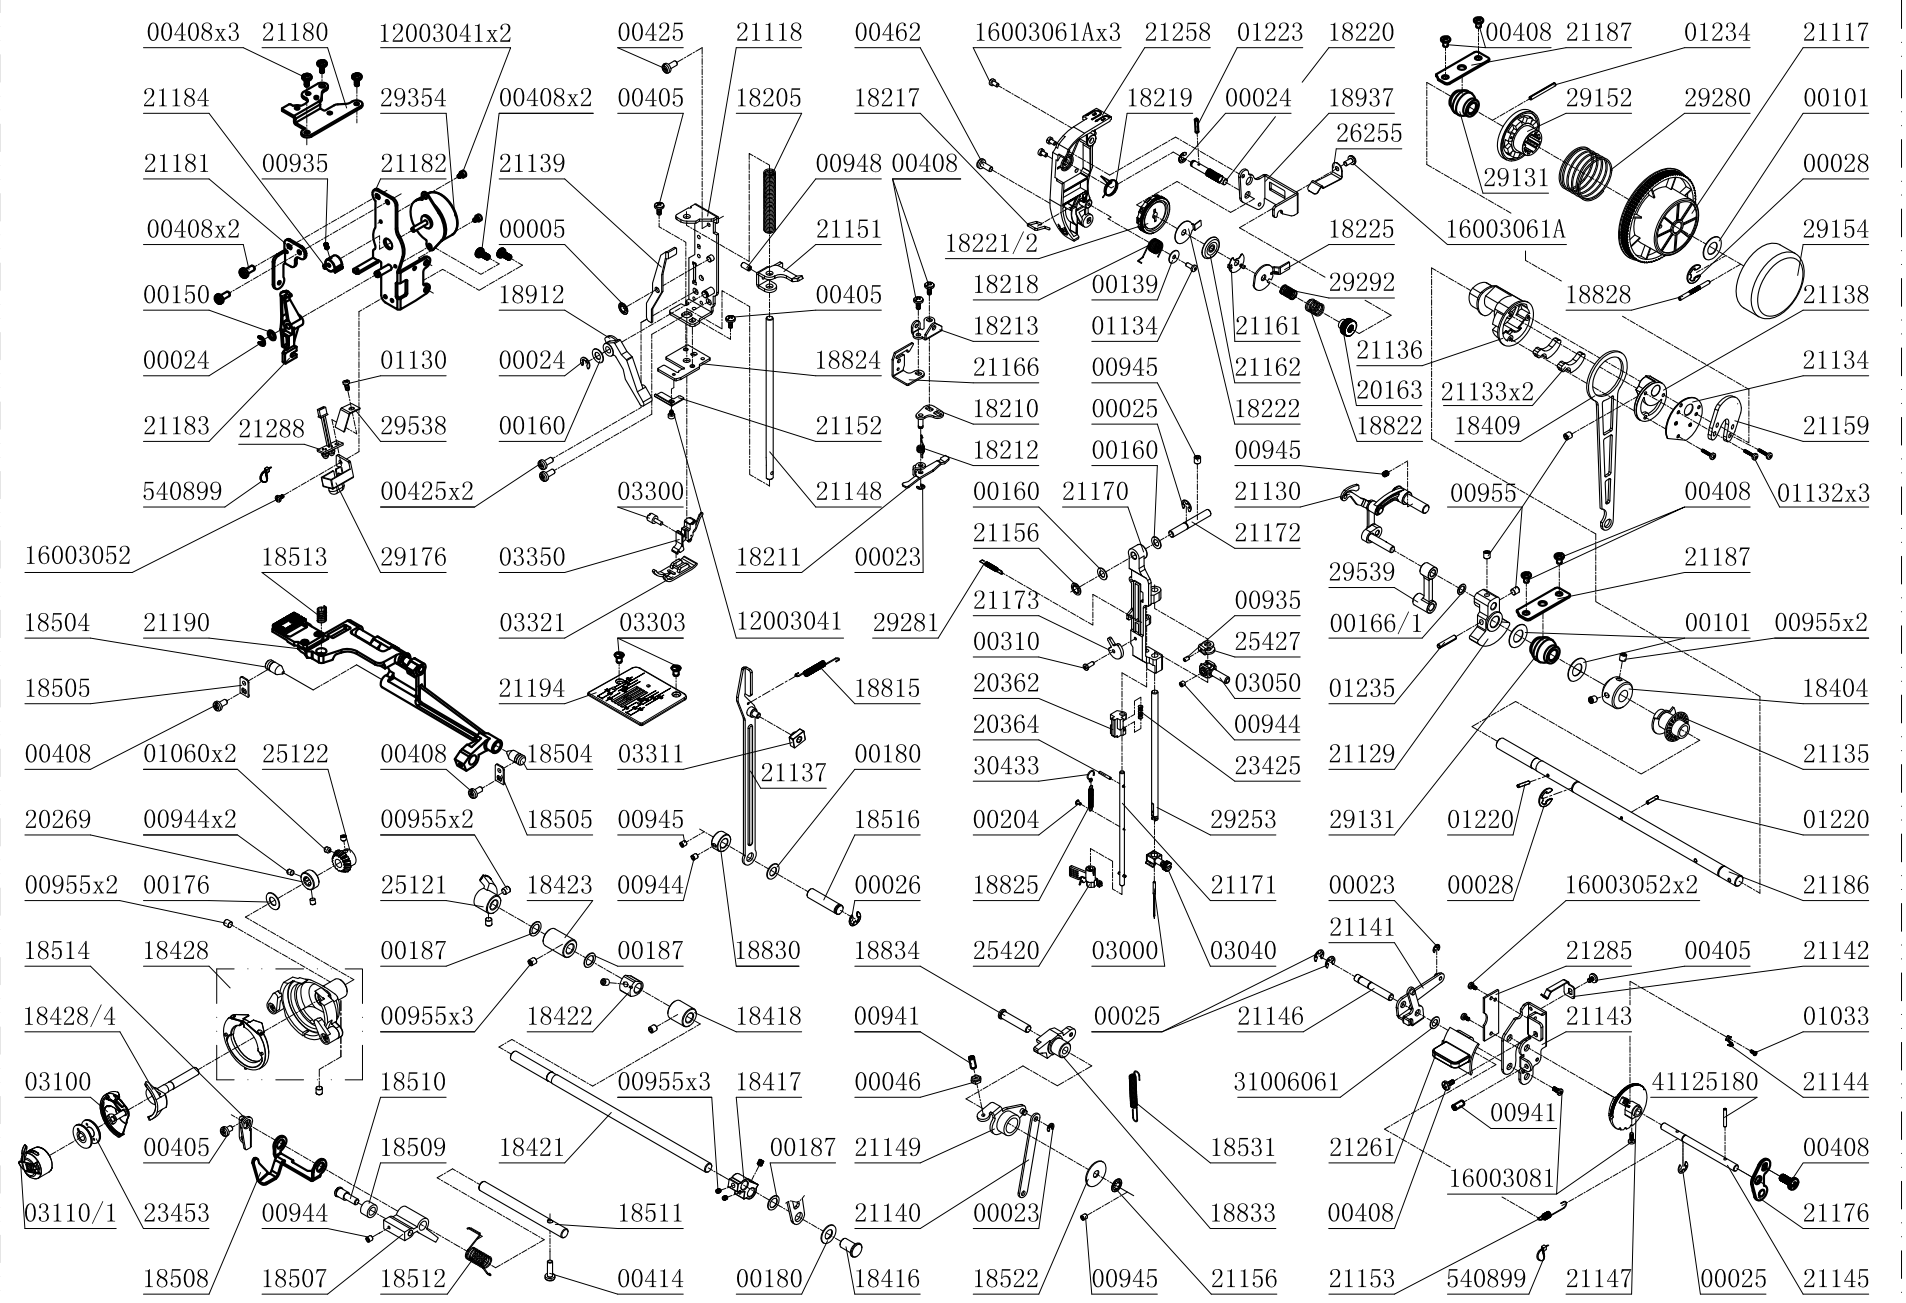 00408x3 21180 12003041x2 00425 21118 00462 16003061Ax3 21258 01223 18220 00408 21187 01234 21117
21184 29354 00408x2 00405 18205 18217 18219 00024 18937 29152 29280 00101
26255
21181 00935 21182 21139 00948 00408 00028
29131
00408x2 00005 21151 18221/2 18225 16003061A 29154
00150 18912 00405 18218 00139 29292 18828 21138
18213 01134 21161 21136
00024 01130 00024 18824 21166 00945 21162 20163 21133x2 21134
21183 21288 29538 00160 21152 18210 00025 18222 18822 18409 21159
18212 00160 00945
540899 00425x2 03300 21148 00160 21170 21130 00955 00408 01132x3
16003052 18513 29176 03350 18211 00023 21156 21172 21187
29539
18504 21190 03321 03303 12003041 29281 21173 00935 00166/1 00101 00955x2
00310 25427
18505 21194 18815 20362 03050 01235 18404
00408 01060x2 25122 00408 18504 03311 21137 00180 20364 00944 21129 21135
30433 23425
20269 00944x2 00955x2 18505 00945 18516 00204 29253 29131 01220 01220
00955x2 00176 25121 18423 00944 00026 18825 21171 00028 00023 16003052x2 21186
18514 18428 00187 00187 18830 18834 25420 03000 03040 21141 21285 00405 21142
18428/4 00955x3 18422 18418 00941 00025 21146 21143 01033
03100 18510 00955x3 18417 00046 31006061 41125180 21144
00941
00405 18509 18421 00187 21149 18531 21261 16003081 00408
03110/1 23453 00944 18511 21140 00023 18833 00408 21176
18508 18507 18512 00414 00180 18416 18522 00945 21156 21153 540899 21147 00025 21145